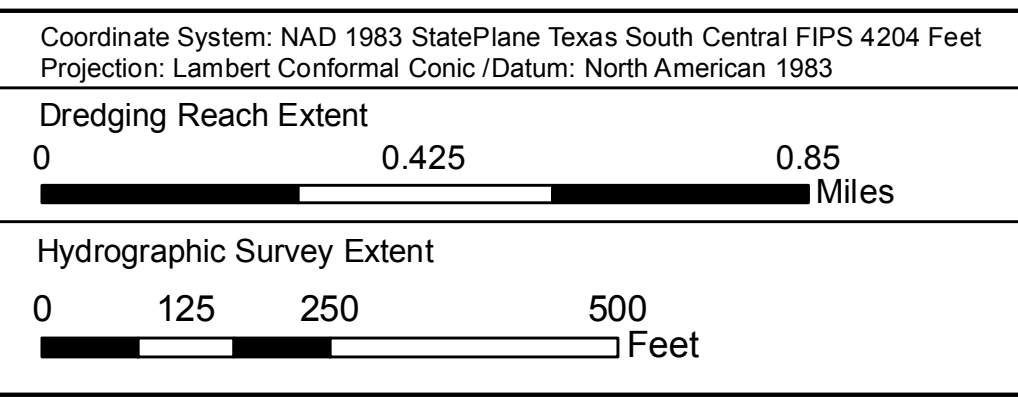 Coordinate System: NAD 1983 StatePlane Texas South Central FIPS 4204 Feet
Projection: Lambert Conformal Conic /Datum: North American 1983
Dredging Reach Extent
0 0.425 0.85
Miles
Hydrographic Survey Extent
0 125 250 500
Feet